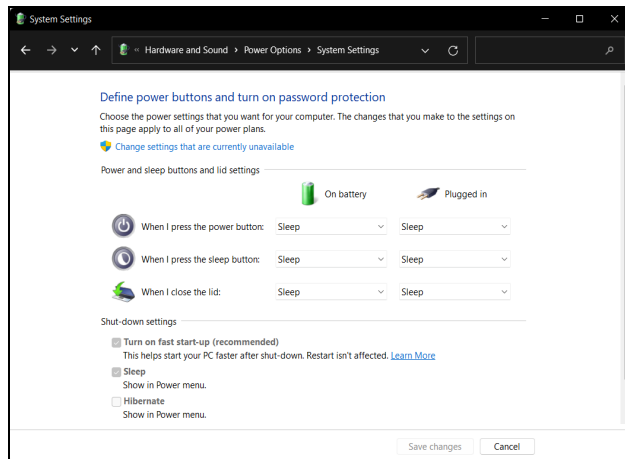 System Settings
« Hardware and Sound › Power Options › System Settings
Define power buttons and turn on password protection
Choose the power settings that you want for your computer. The changes that you make to the settings on
this page apply to all of your power plans.
Change settings that are currently unavailable
Power and sleep buttons and lid settings
On battery Plugged in
When I press the power button: Sleep Sleep
When I press the sleep button: Sleep Sleep
When I close the lid: Sleep Sleep
Shut-down settings
Turn on fast start-up (recommended)
This helps start your PC faster after shut-down. Restart isn't affected. Learn More
Sleep
Show in Power menu.
Hibernate
Show in Power menu.
Save changes Cancel